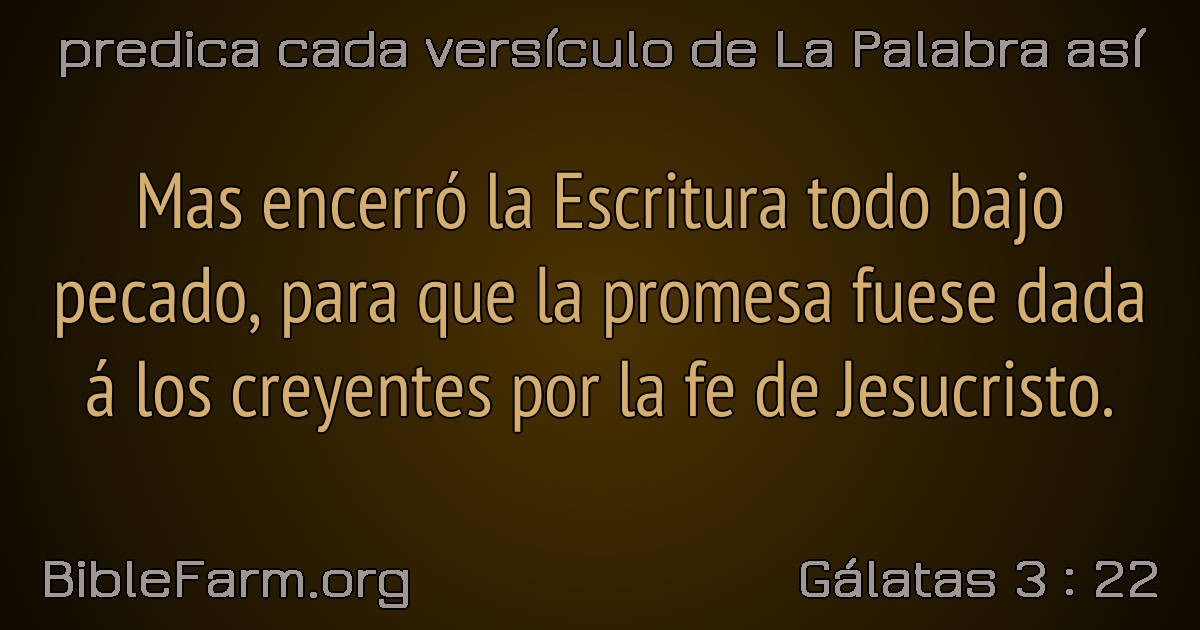 predica cada versículo de La Palabra así
Mas encerró la Escritura todo bajo
pecado, para que la promesa fuese dada
á los creyentes por la fe de Jesucristo.
BibleFarm.org
Gálatas 3 : 22